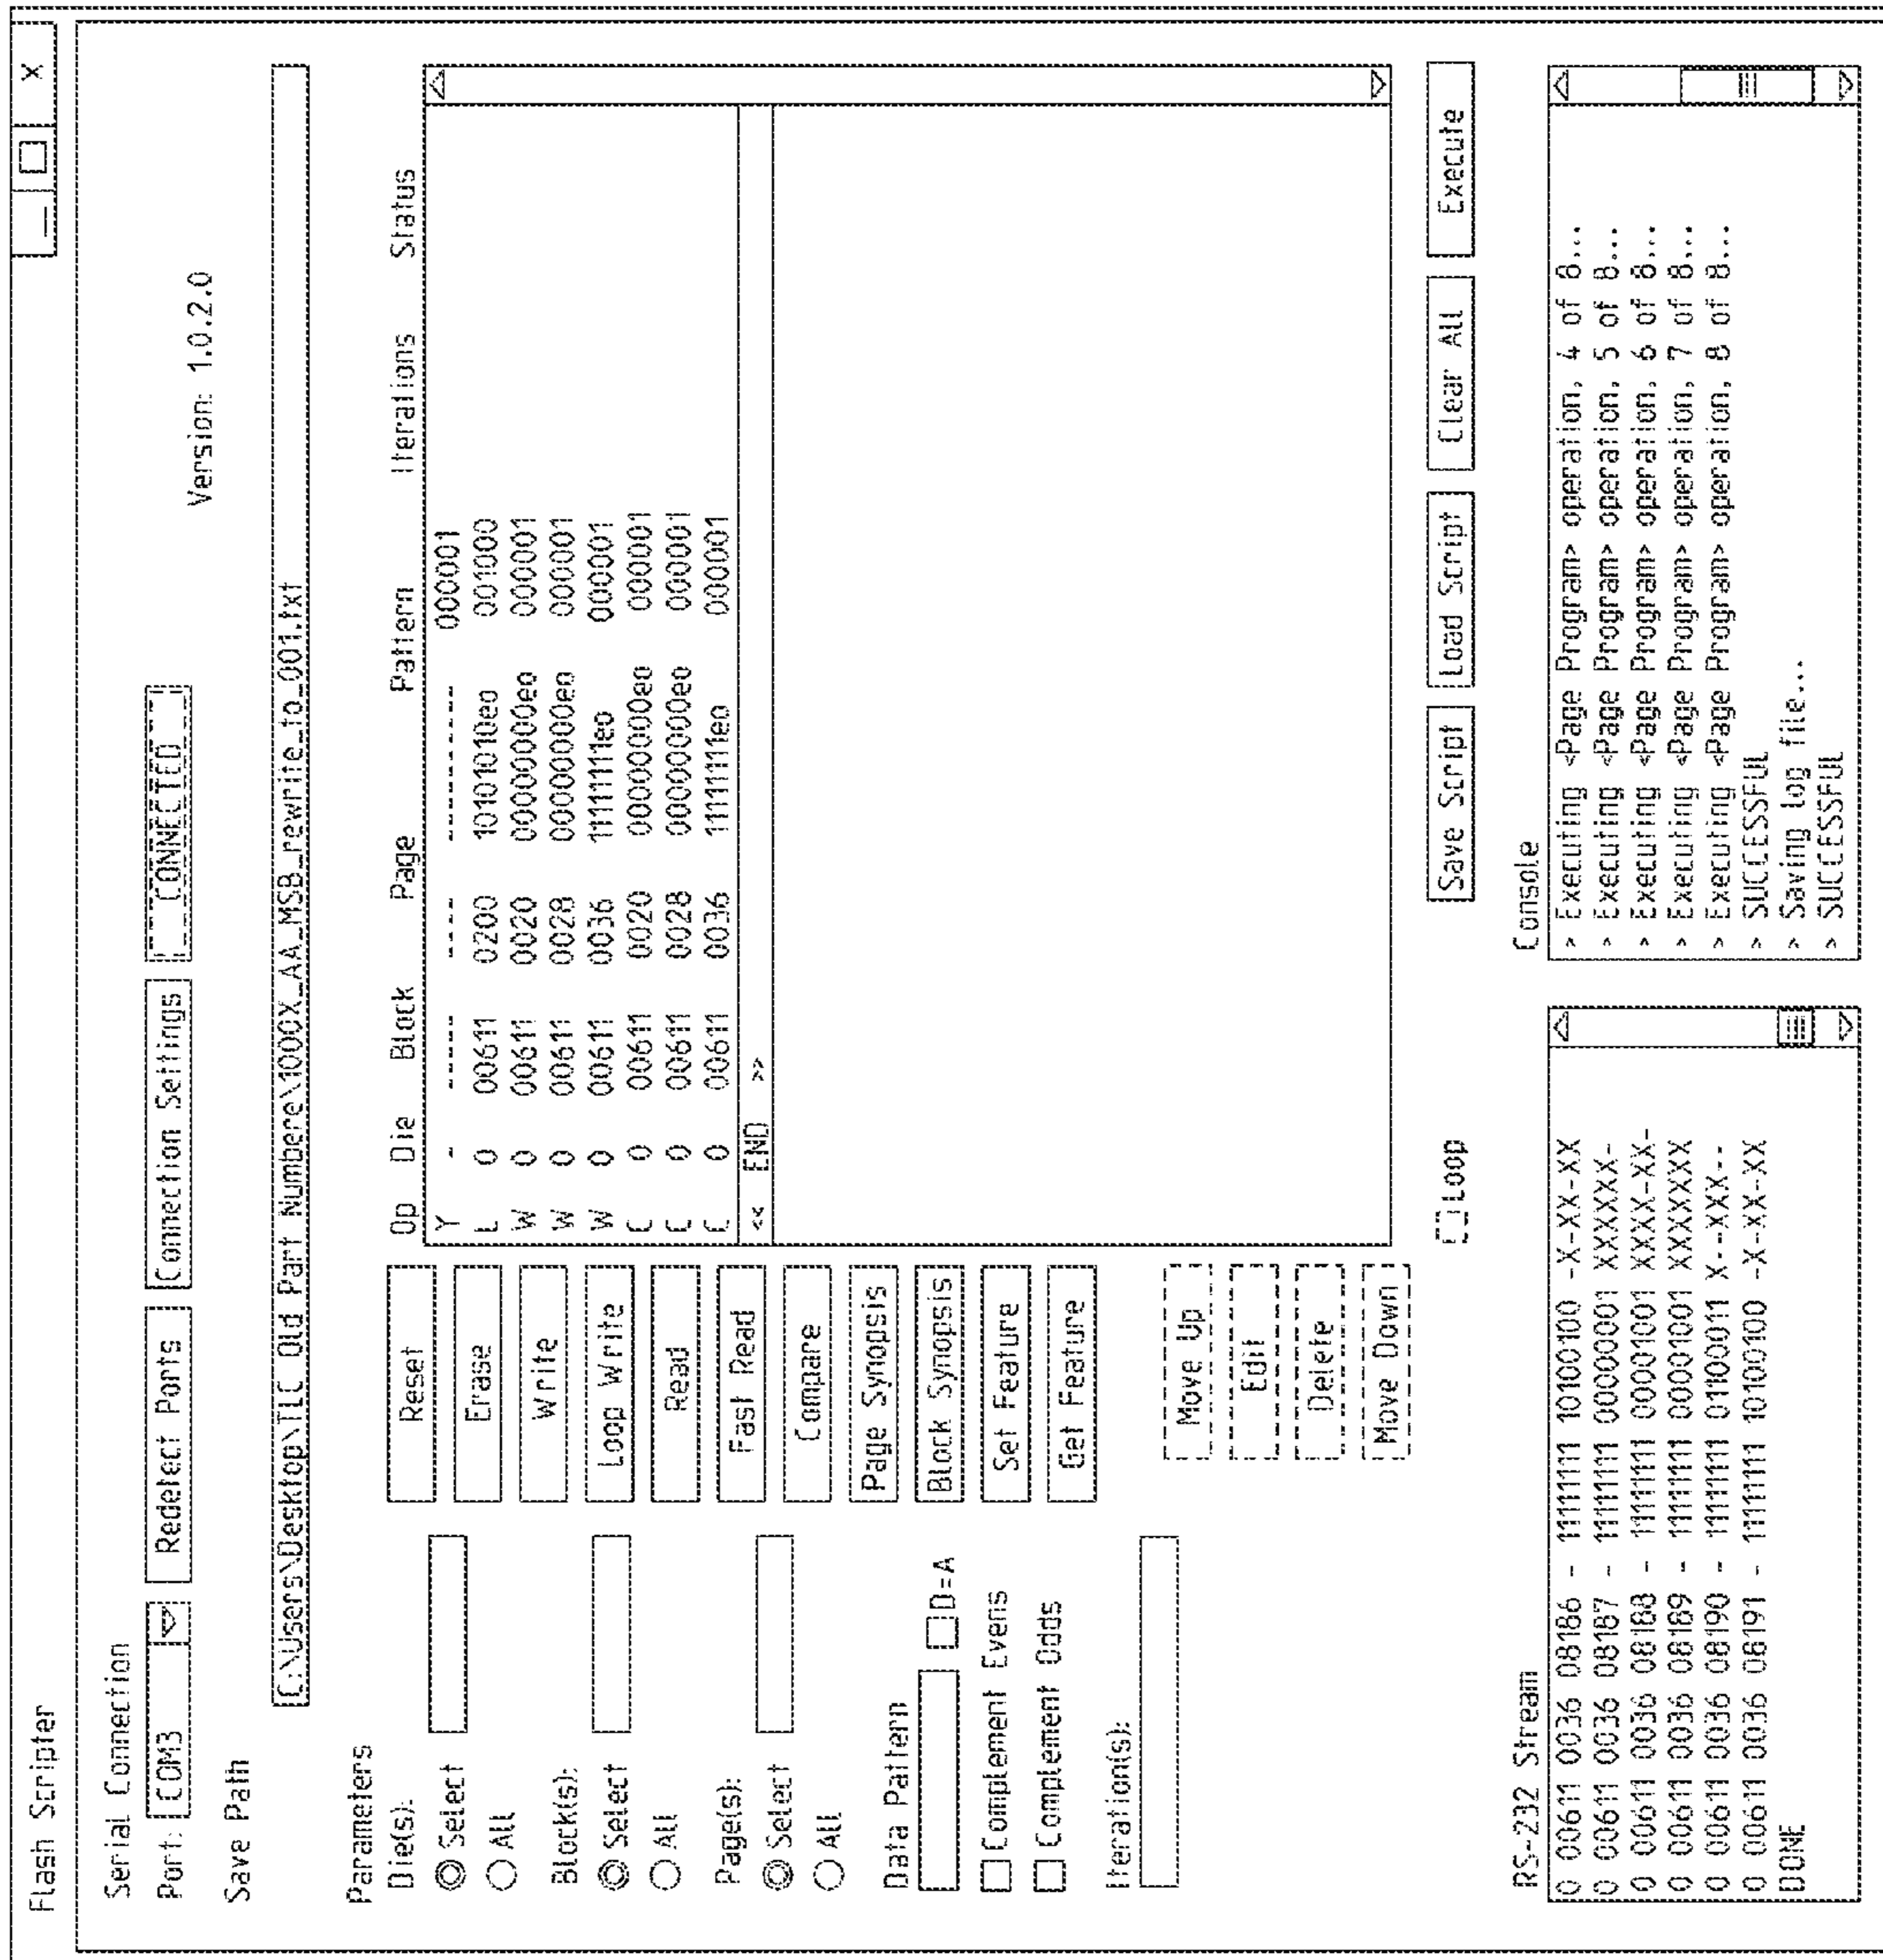 Flash Scripter
_ □ X
Serial Connection
Port: COM3 Redetect Ports Connection Settings CONNECTED Version: 1.0.2.0
Save Path
C:\Users\Desktop\TLC Old Part Numbere\1000X_AA_MSB_rewrite_to_001.txt
Parameters
Die(s):
Select
All
Block(s):
Select
All
Page(s):
Select
All
Data Pattern
D=A
Complement Evens
Complement Odds
Iteration(s):
Reset
Erase
Write
Loop Write
Read
Fast Read
Compare
Page Synopsis
Block Synopsis
Set Feature
Get Feature
Move Up
Edit
Delete
Move Down
Op Die Block Page Pattern Iterations Status
Y - ----- ---- ---------- 000001
L 0 00611 0200 10101010eo 001000
W 0 00611 0020 00000000eo 000001
W 0 00611 0028 00000000eo 000001
W 0 00611 0036 11111111eo 000001
C 0 00611 0020 00000000eo 000001
C 0 00611 0028 00000000eo 000001
C 0 00611 0036 11111111eo 000001
<< END >>
Loop Save Script Load Script Clear All Execute
RS-232 Stream
0 00611 0036 08186 - 11111111 10100100 -X-XX-XX
0 00611 0036 08187 - 11111111 00000001 XXXXXXX-
0 00611 0036 08188 - 11111111 00001001 XXXX-XX-
0 00611 0036 08189 - 11111111 00001001 XXXXXXXX
0 00611 0036 08190 - 11111111 01100011 X--XXX--
0 00611 0036 08191 - 11111111 10100100 -X-XX-XX
DONE
Console
> Executing <Page Program> operation, 4 of 8...
> Executing <Page Program> operation, 5 of 8...
> Executing <Page Program> operation, 6 of 8...
> Executing <Page Program> operation, 7 of 8...
> Executing <Page Program> operation, 8 of 8...
> SUCCESSFUL
> Saving log file...
> SUCCESSFUL